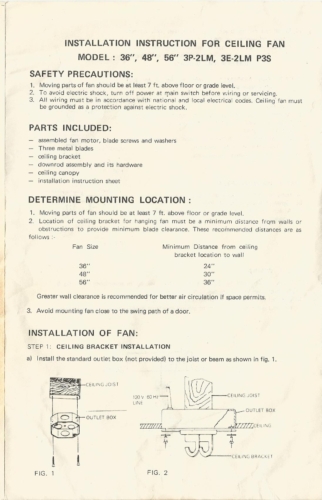 INSTALLATION INSTRUCTION FOR CEILING FAN
MODEL : 36", 48", 56" 3P-2LM, 3E-2LM P3S
SAFETY PRECAUTIONS:
1. Moving parts of fan should be at least 7 ft. above floor or grade level.
2. To avoid electric shock, turn off power at main switch before wiring or servicing.
3. All wiring must be in accordance with national and local electrical codes. Ceiling fan must
be grounded as a protection against electric shock.
PARTS INCLUDED:
— assembled fan motor, blade screws and washers
— Three metal blades
— ceiling bracket
— downrod assembly and its hardware
— ceiling canopy
— installation instruction sheet
DETERMINE MOUNTING LOCATION :
1. Moving parts of fan should be at least 7 ft. above floor or grade level.
2. Location of ceiling bracket for hanging fan must be a minimum distance from walls or
obstructions to provide minimum blade clearance. These recommended distances are as
follows :-
Fan Size Minimum Distance from ceiling
bracket location to wall
36" 24"
48" 30"
56" 36"
Greater wall clearance is recommended for better air circulation if space permits.
3. Avoid mounting fan close to the swing path of a door.
INSTALLATION OF FAN:
STEP 1: CEILING BRACKET INSTALLATION
a) Install the standard outlet box (not provided) to the joist or beam as shown in fig. 1.
CEILING JOIST
OUTLET BOX
FIG. 1
120 V 60 Hz
LINE
CEILING JOIST
OUTLET BOX
CEILING
CEILING BRACKET
FIG. 2